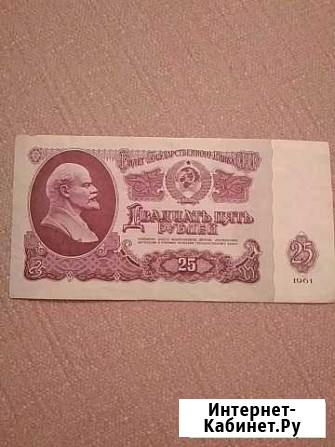 Билет Государственного Банка СССР
Двадцать пять
рублей
25
25
1961
Интернет-
Кабинет.Ру